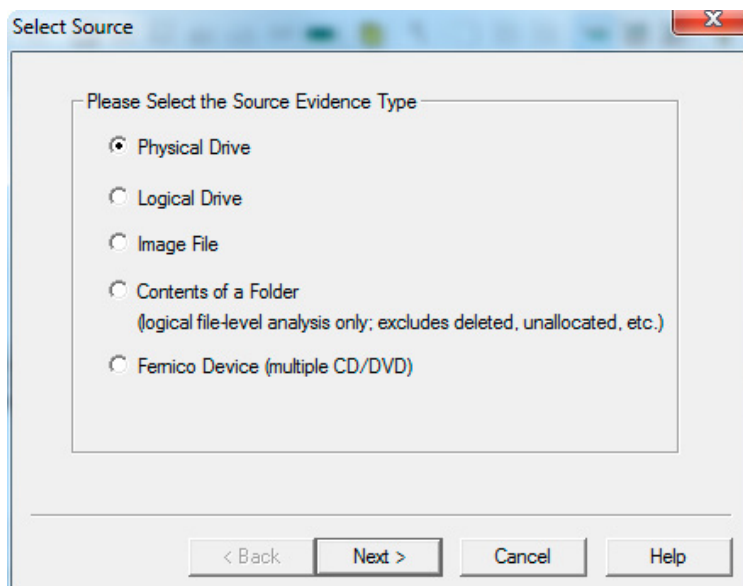 Select Source
Please Select the Source Evidence Type
Physical Drive
Logical Drive
Image File
Contents of a Folder
(logical file-level analysis only; excludes deleted, unallocated, etc.)
Fernico Device (multiple CD/DVD)
< Back Next > Cancel Help